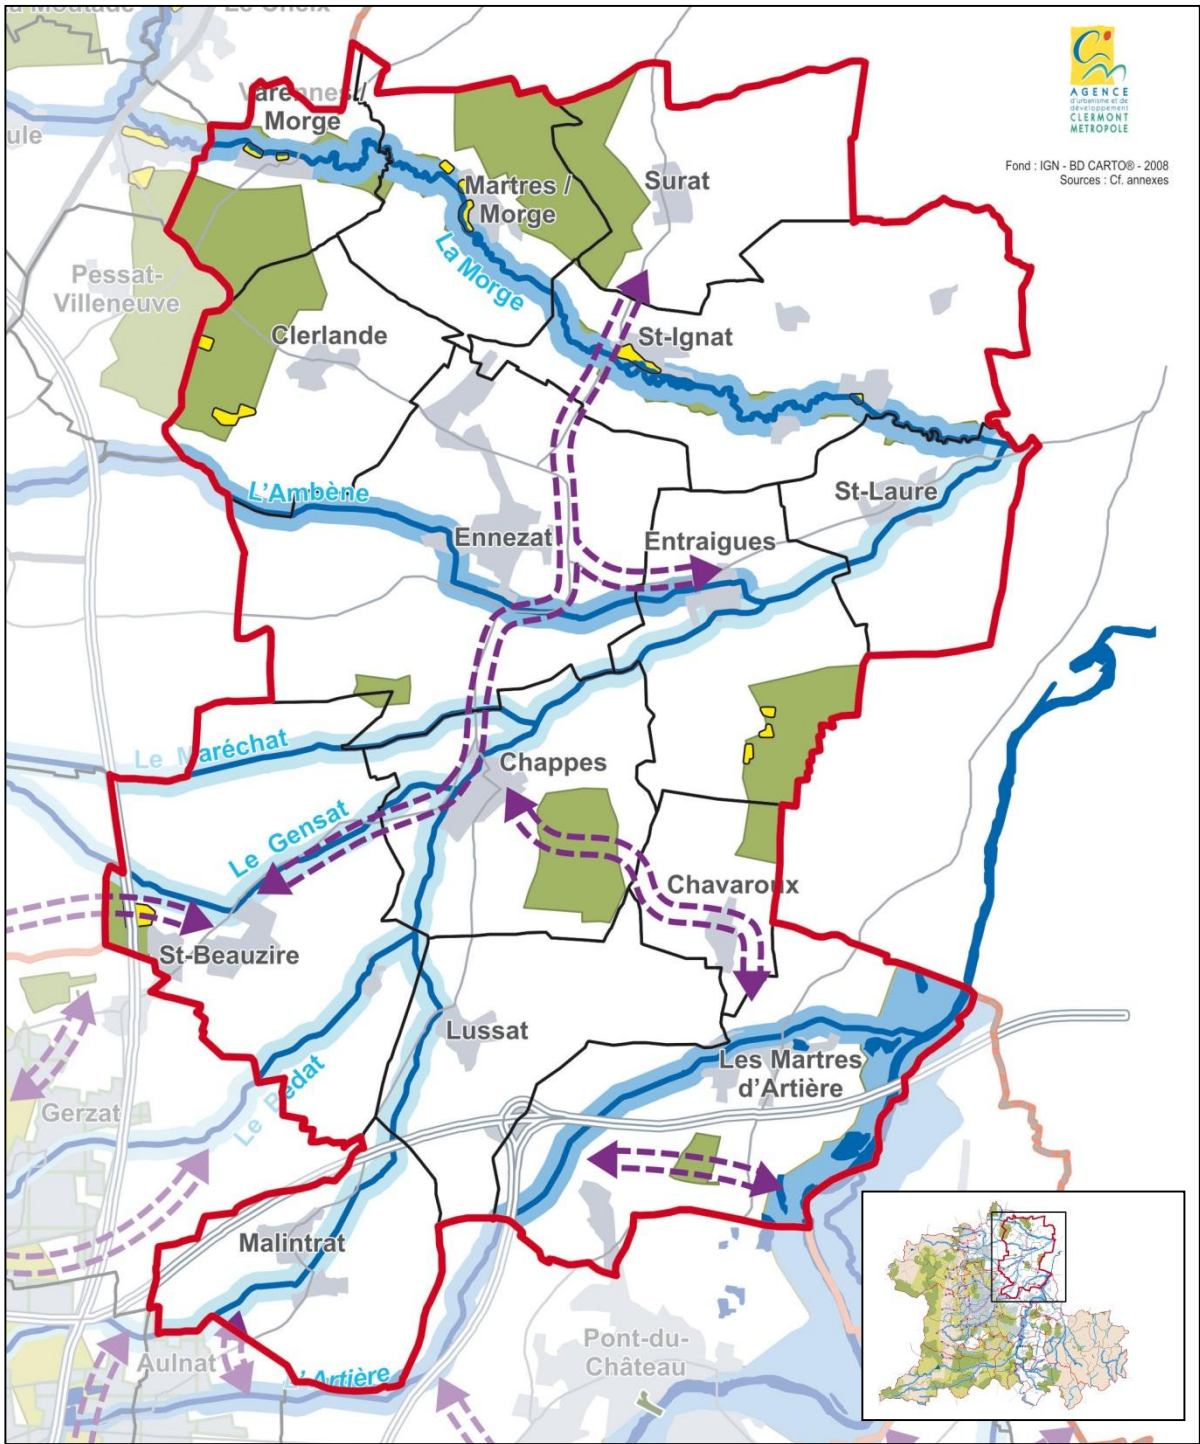 Le Cheix
AGENCE
d'urbanisme et de
développement
CLERMONT
METROPOLE
Fond : IGN - BD CARTO® - 2008
Sources : Cf. annexes
Varennes /
Morge
Martres /
Morge
Surat
La Morge
Pessat-
Villeneuve
Clerlande
St-Ignat
L'Ambène
St-Laure
Ennezat
Entraigues
Le Maréchat
Chappes
Le Gensat
Chavaroux
St-Beauzire
Lussat
Les Martres
d'Artière
Le Bédat
Gerzat
Malintrat
Aulnat
L'Artière
Pont-du-
Château